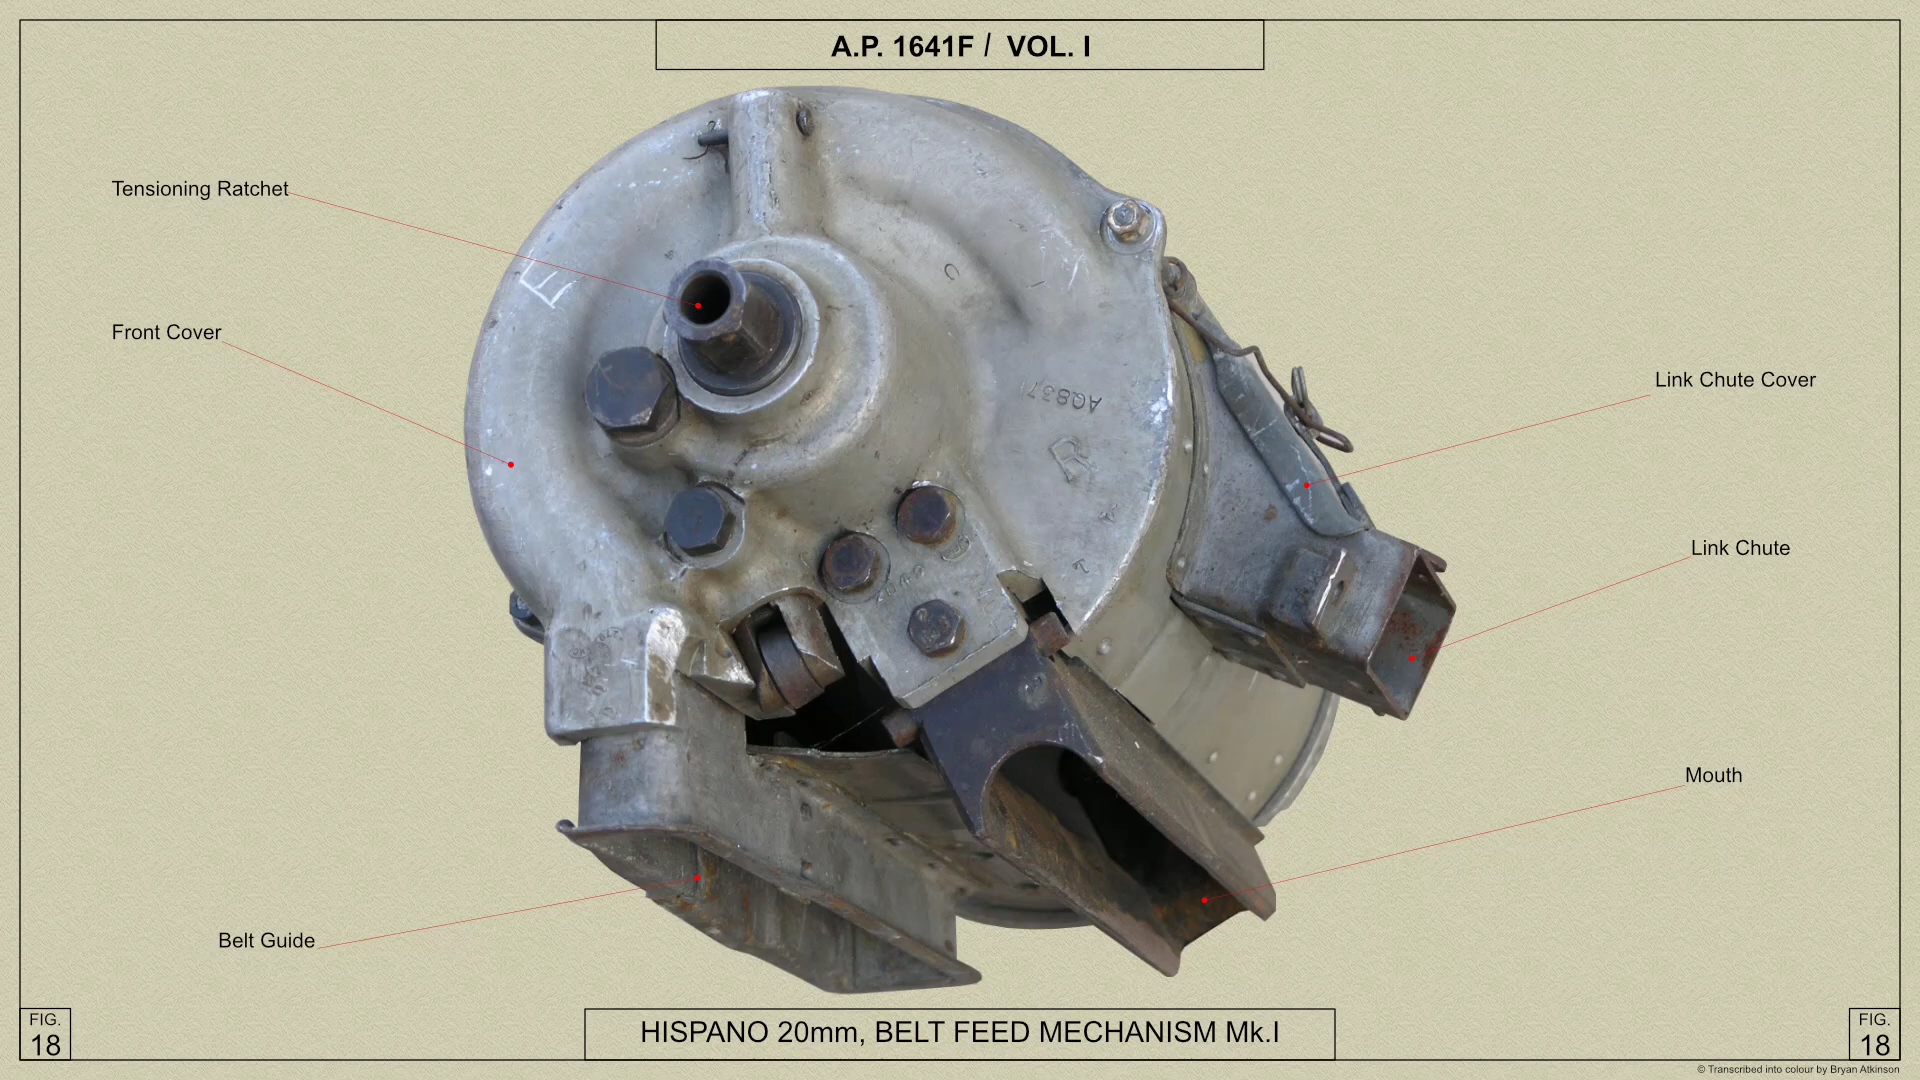 A.P. 1641F / VOL. I
Tensioning Ratchet
Front Cover
E
AQ8371
Link Chute Cover
Link Chute
Mouth
Belt Guide
FIG.
18
HISPANO 20mm, BELT FEED MECHANISM Mk.I
FIG.
18
© Transcribed into colour by Bryan Atkinson